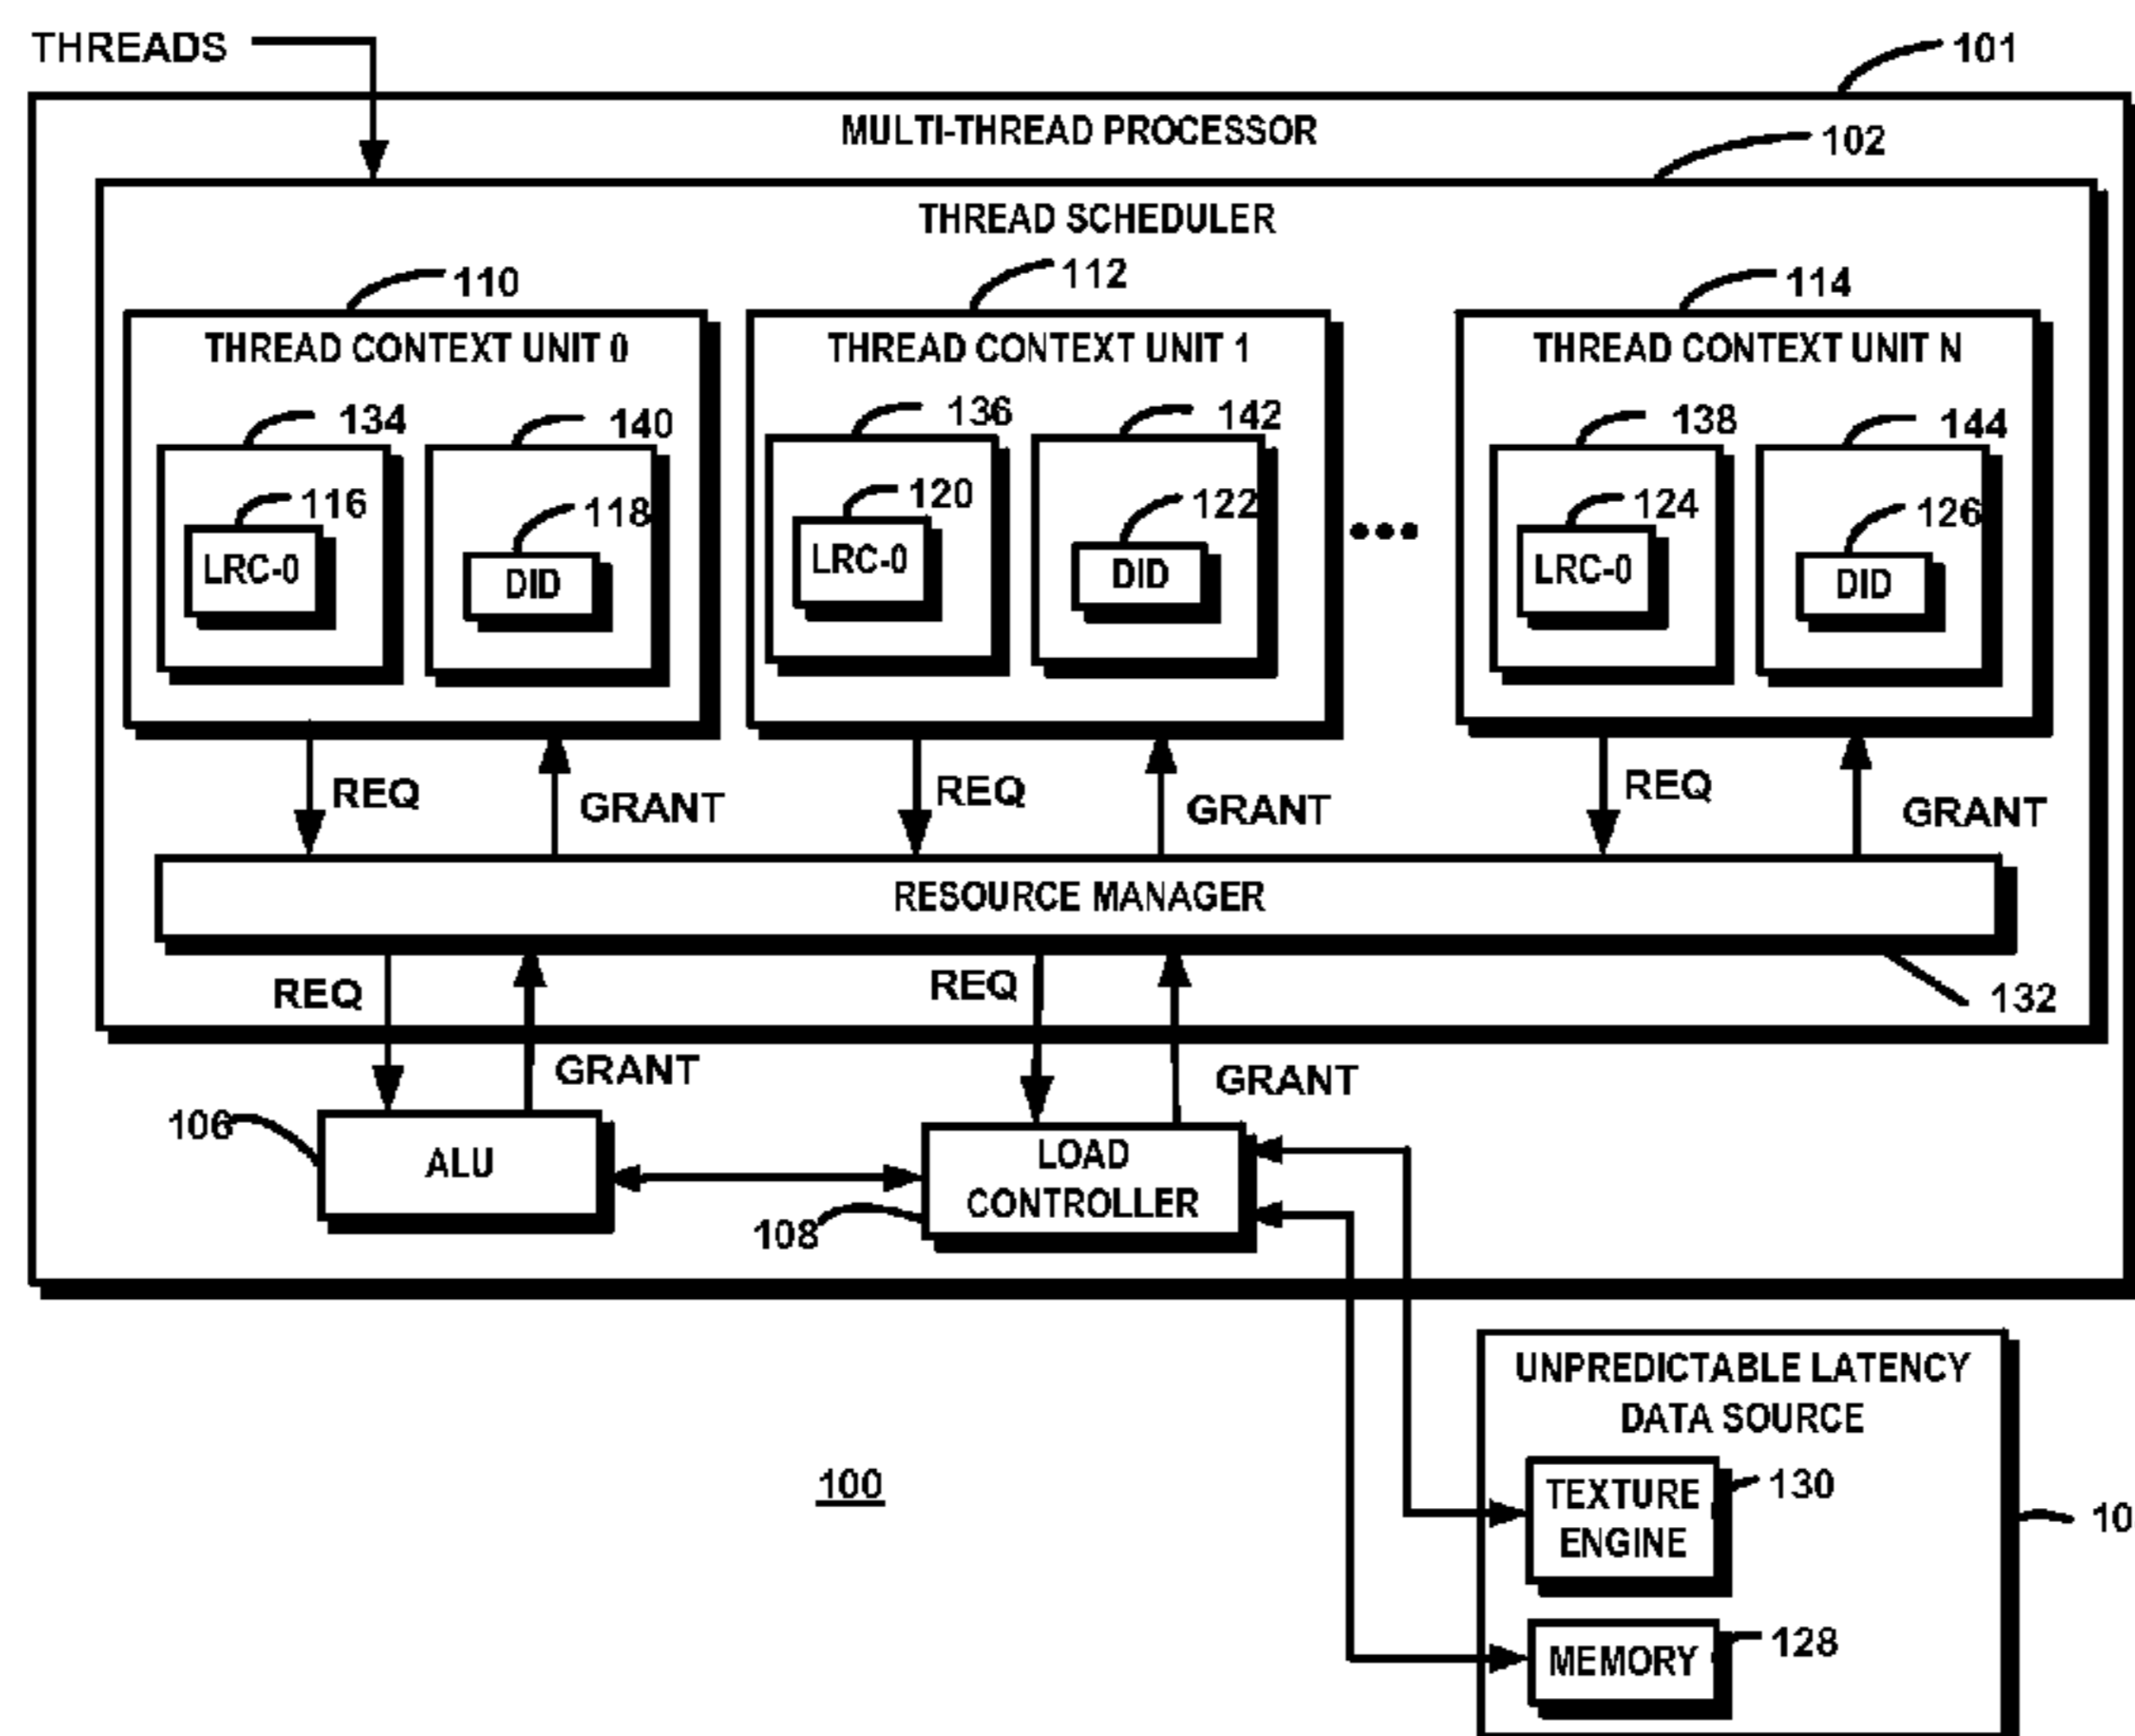 THREADS
101
MULTI-THREAD PROCESSOR
102
THREAD SCHEDULER
110
112
114
THREAD CONTEXT UNIT 0
THREAD CONTEXT UNIT 1
THREAD CONTEXT UNIT N
134
140
136
142
138
144
116
118
120
122
124
126
LRC-0
DID
LRC-0
DID
LRC-0
DID
REQ
GRANT
REQ
GRANT
REQ
GRANT
RESOURCE MANAGER
REQ
REQ
132
GRANT
GRANT
106
ALU
LOAD
CONTROLLER
108
UNPREDICTABLE LATENCY
DATA SOURCE
100
TEXTURE
ENGINE
130
10
MEMORY
128